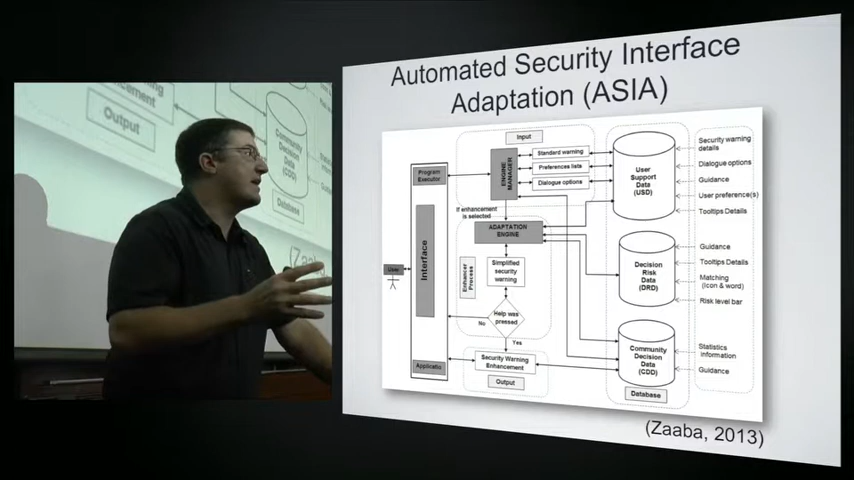 Automated Security Interface
Adaptation (ASIA)
Input
Program
Executor
ENGINE
MANAGER
Standard warning
Preferences lists
Dialogue options
If enhancement
is selected
ADAPTATION
ENGINE
User
Interface
Enhancer
Process
Simplified
security
warning
Help was
pressed
No
Yes
Security Warning
Enhancement
Output
User
Support
Data
(USD)
Decision
Risk
Data
(DRD)
Community
Decision
Data
(CDD)
Database
Security warning
details
Dialogue options
Guidance
User preference(s)
Tooltips Details
Guidance
Tooltips Details
Matching
(Icon & word)
Risk level bar
Statistics
information
Guidance
(Zaaba, 2013)
Output
Community
Decision
Data
(CDD)
Database